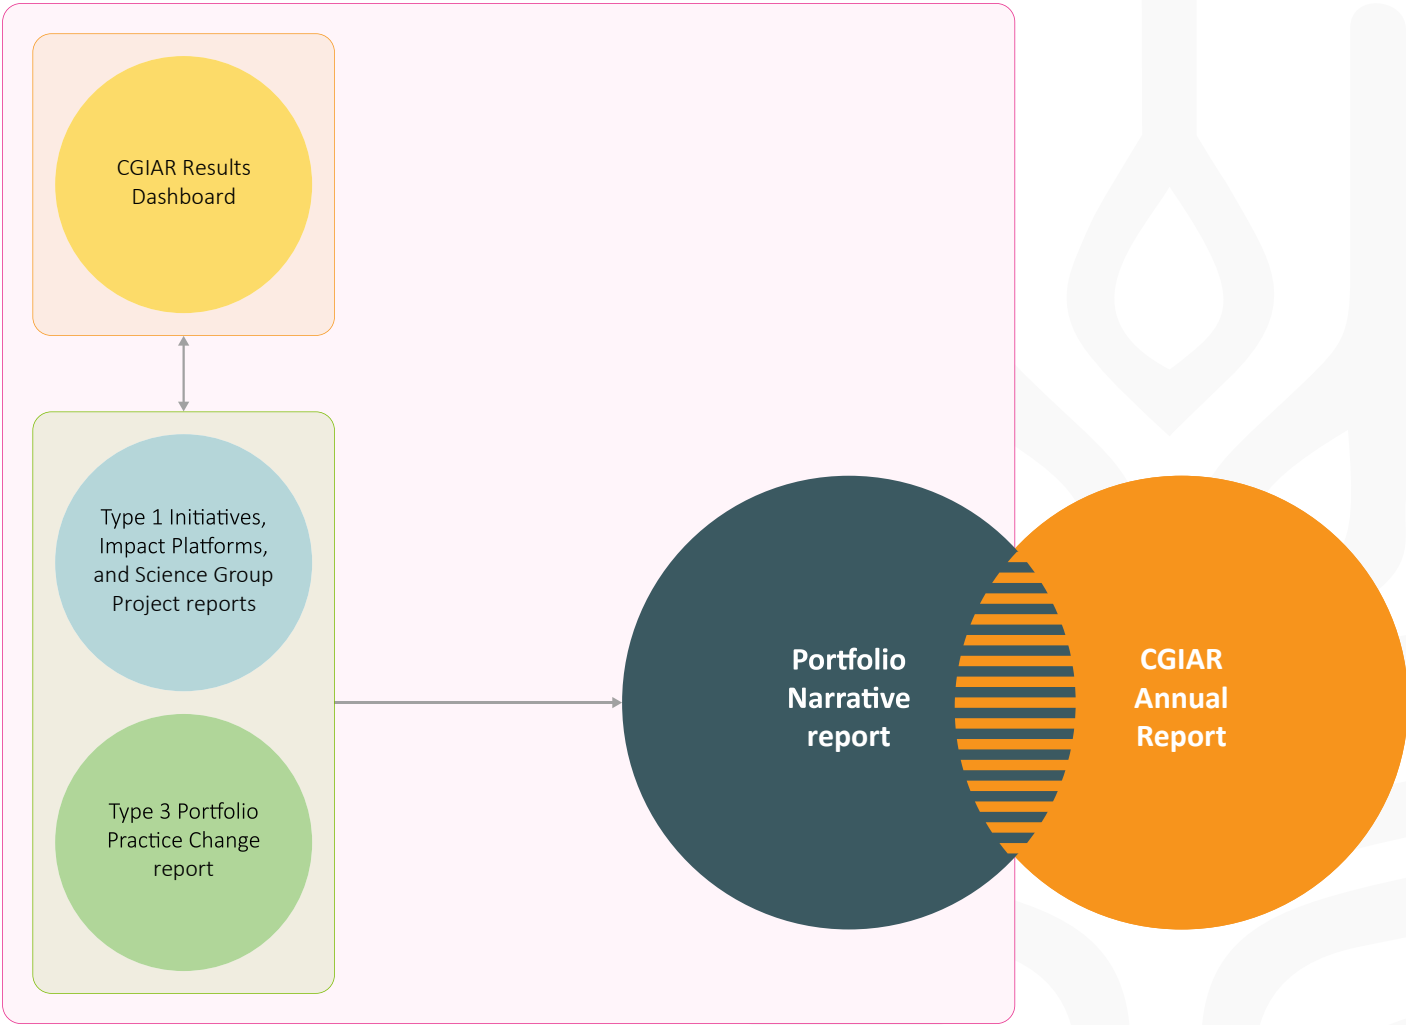 CGIAR Results
Dashboard
Type 1 Initiatives,
Impact Platforms,
and Science Group
Project reports
Type 3 Portfolio
Practice Change
report
Portfolio
Narrative
report
CGIAR
Annual
Report